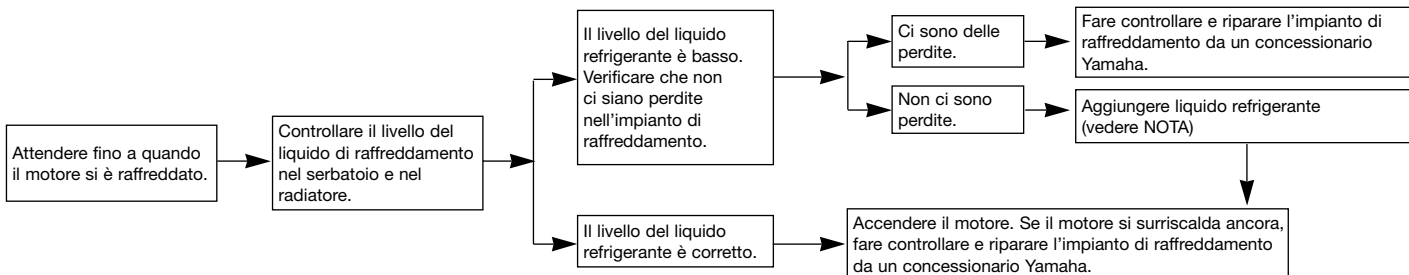 Attendere fino a quando
il motore si è raffreddato.
Controllare il livello del
liquido di raffreddamento
nel serbatoio e nel
radiatore.
Il livello del liquido
refrigerante è basso.
Verificare che non
ci siano perdite
nell'impianto di
raffreddamento.
Ci sono delle
perdite.
Fare controllare e riparare l'impianto di
raffreddamento da un concessionario
Yamaha.
Non ci sono
perdite.
Aggiungere liquido refrigerante
(vedere NOTA)
Il livello del liquido
refrigerante è corretto.
Accendere il motore. Se il motore si surriscalda ancora,
fare controllare e riparare l'impianto di raffreddamento
da un concessionario Yamaha.